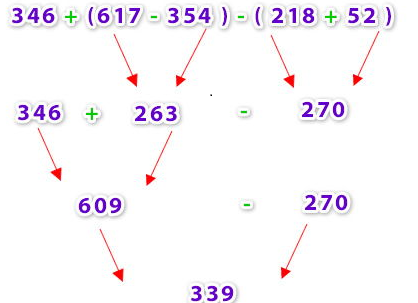 346 + (617 - 354 ) - ( 218 + 52 )
346 + 263 - 270
609 - 270
339